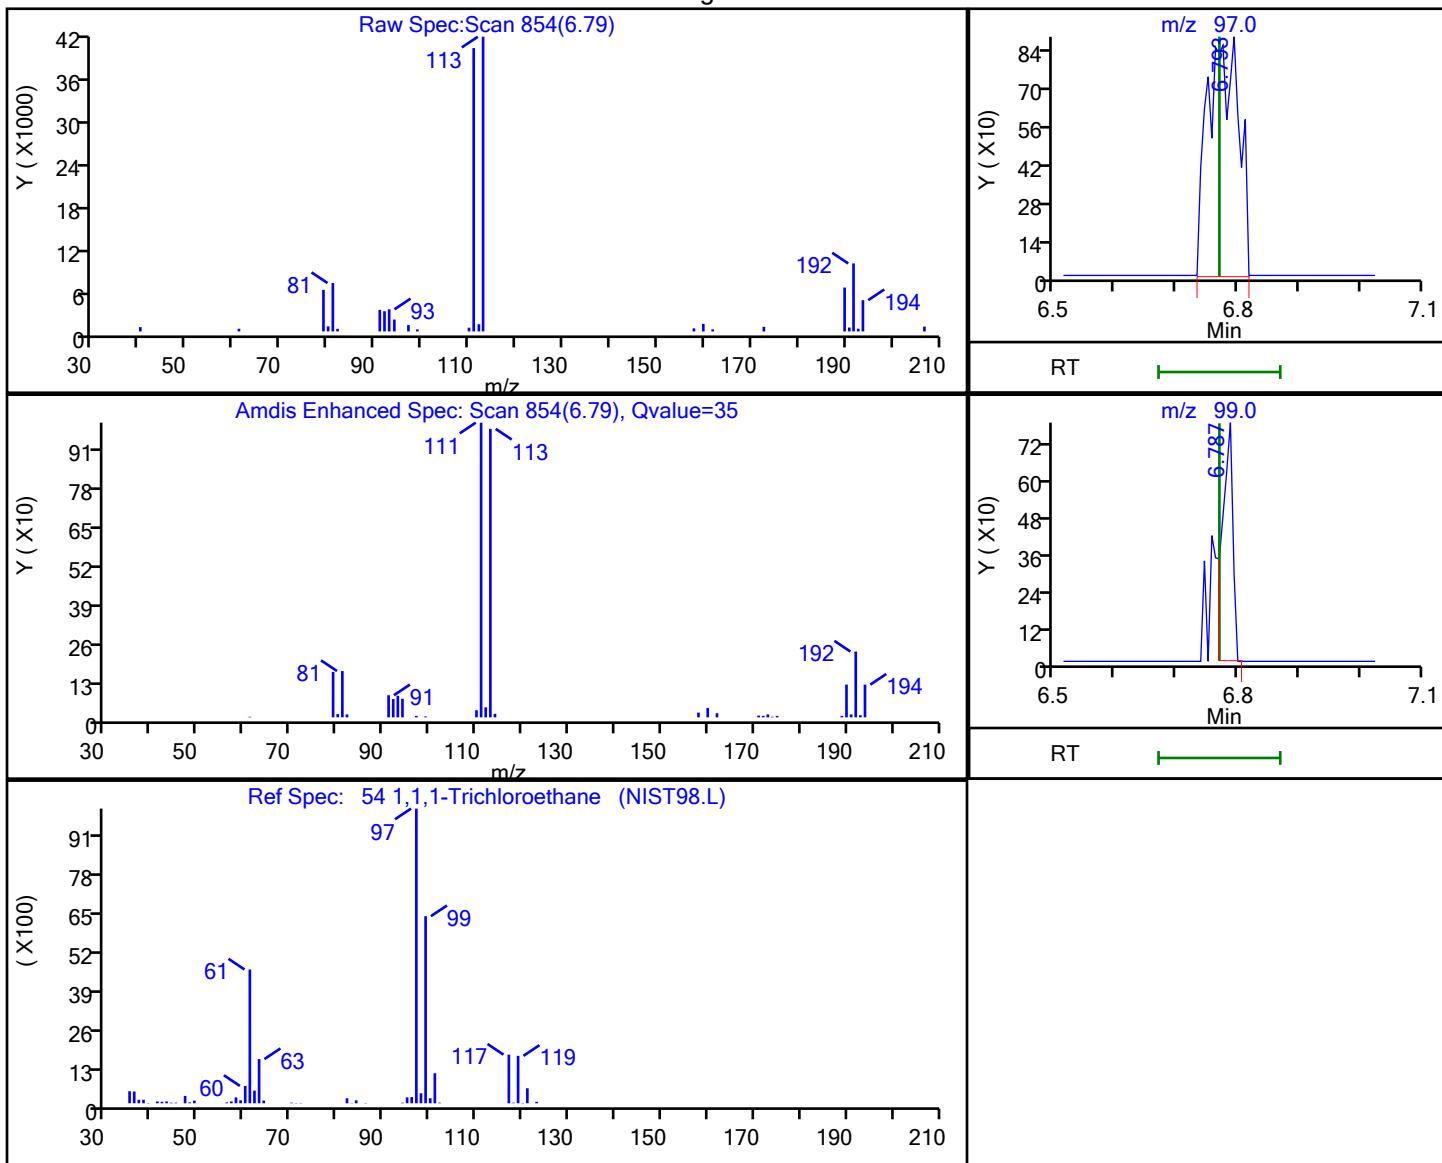 Raw Spec:Scan 854(6.79)
Y ( X1000)
42
36
30
24
18
12
6
0
113
81
93
192
194
30 50 70 90 110 130 150 170 190 210
m/z
m/z 97.0
Y ( X10)
84
70
56
42
28
14
0
6.793
6.5 6.8 7.1
Min
RT
Amdis Enhanced Spec: Scan 854(6.79), Qvalue=35
Y ( X10)
91
78
65
52
39
26
13
0
111
113
81
91
192
194
30 50 70 90 110 130 150 170 190 210
m/z
m/z 99.0
Y ( X10)
72
60
48
36
24
12
0
6.787
6.5 6.8 7.1
Min
RT
Ref Spec: 54 1,1,1-Trichloroethane (NIST98.L)
( X100)
91
78
65
52
39
26
13
0
97
99
61
63
60
117
119
30 50 70 90 110 130 150 170 190 210